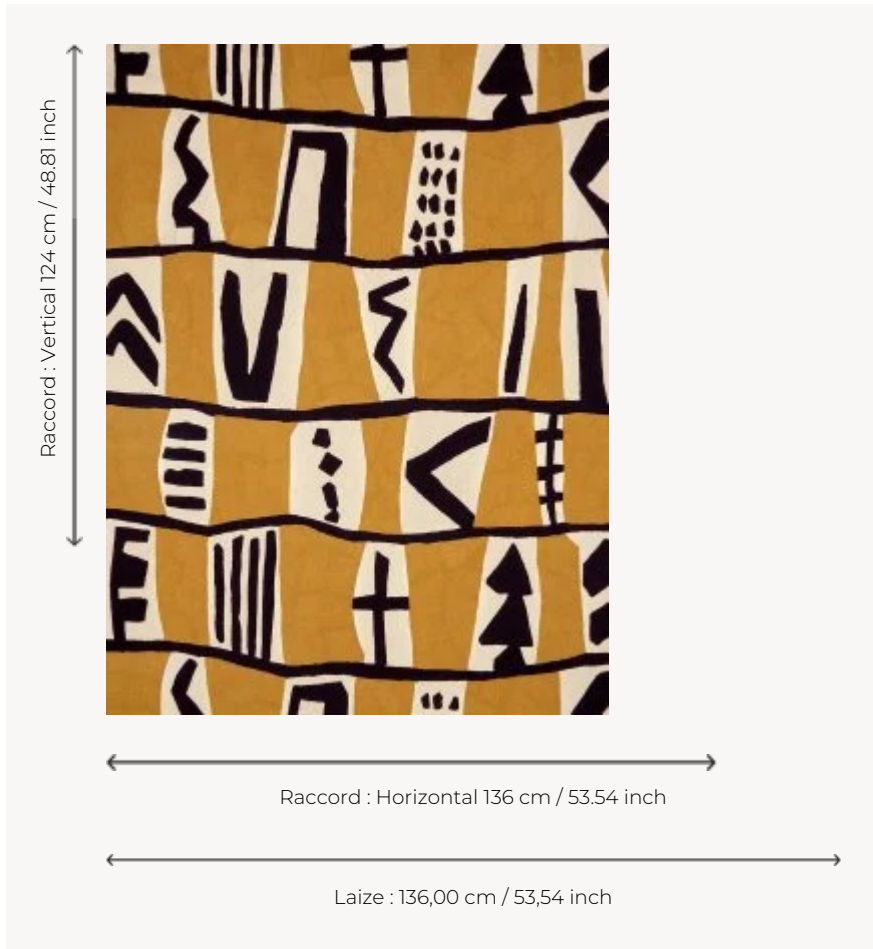 Raccord : Vertical 124 cm / 48.81 inch
Raccord : Horizontal 136 cm / 53.54 inch
Laize : 136,00 cm / 53,54 inch